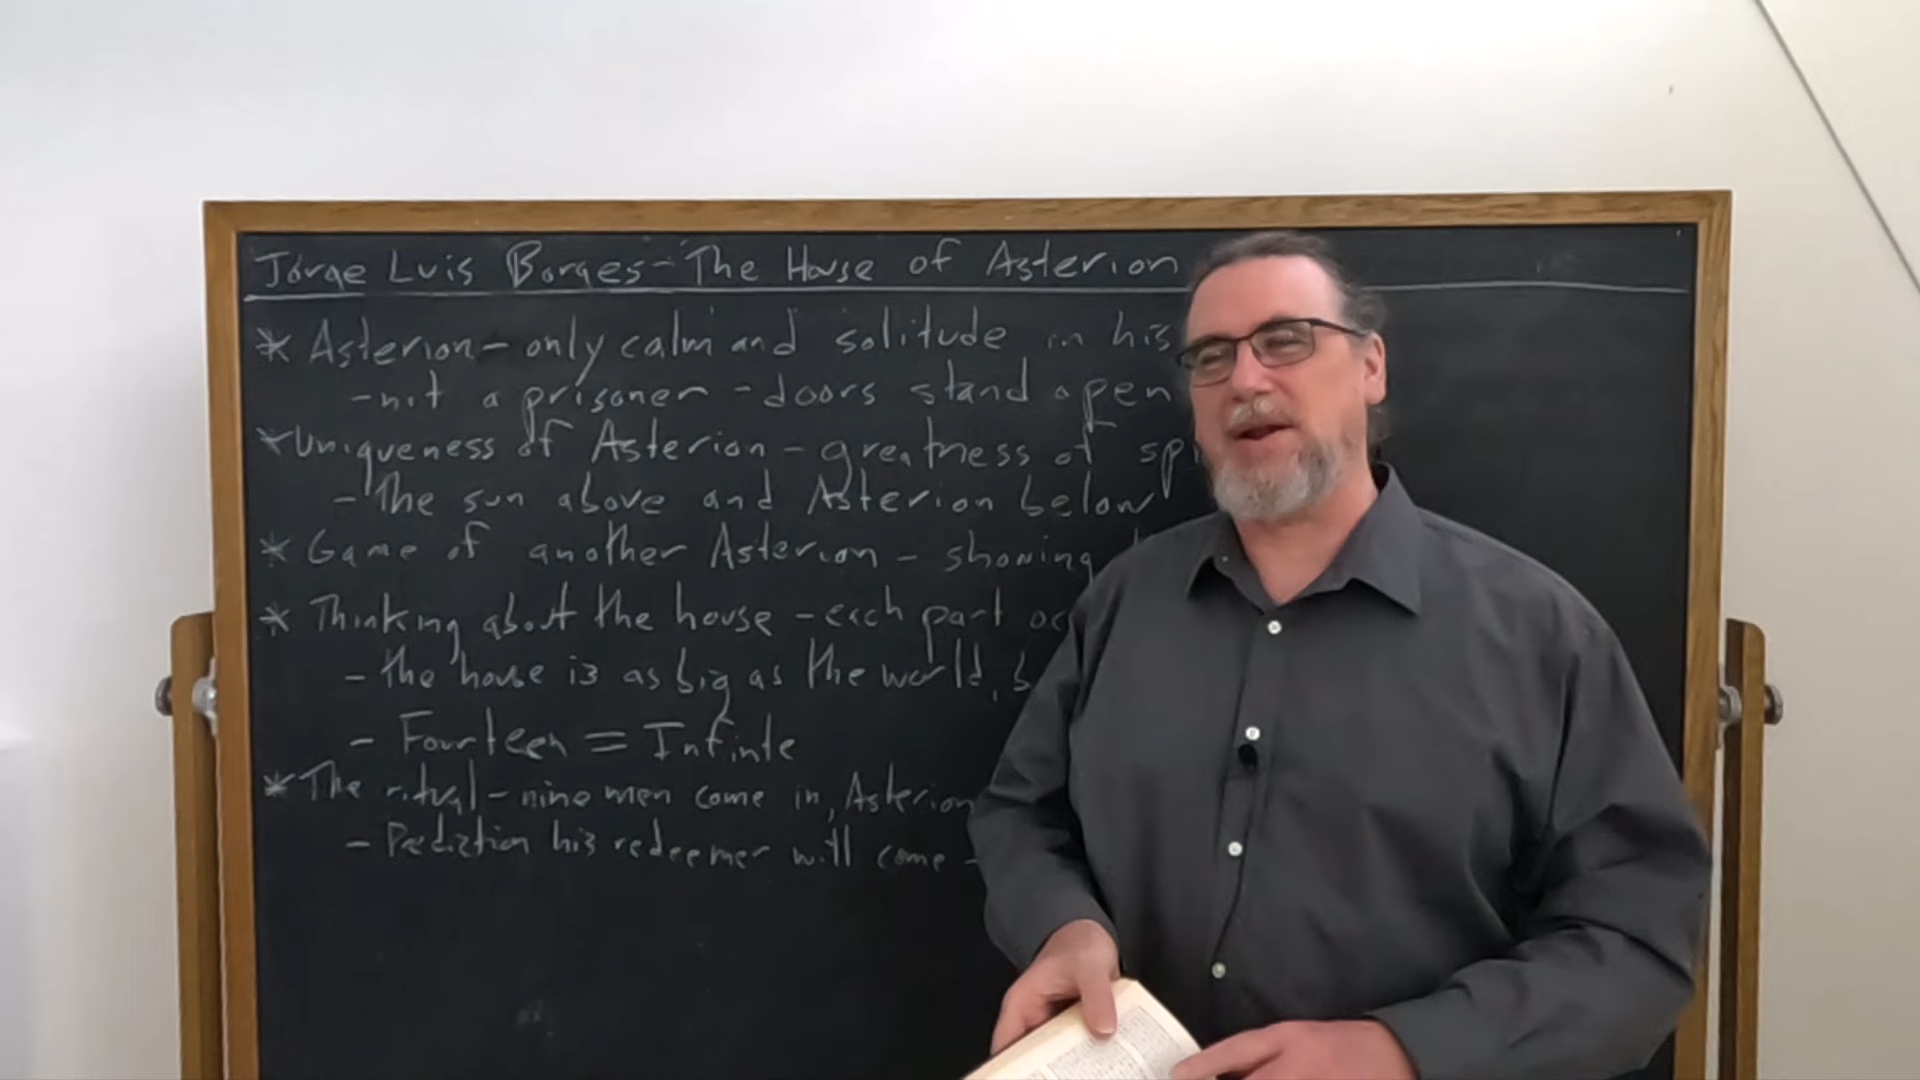 Jorge Luis Borges - The House of Asterion
* Asterion - only calm and solitude in his
- not a prisoner - doors stand open
* Uniqueness of Asterion - greatness of sp
- The sun above and Asterion below
* Game of another Asterion - showing
* Thinking about the house - each part oc
- the house is as big as the world, b
- Fourteen = Infinite
* The ritual - nine men come in, Asterion
- Prediction his redeemer will come -